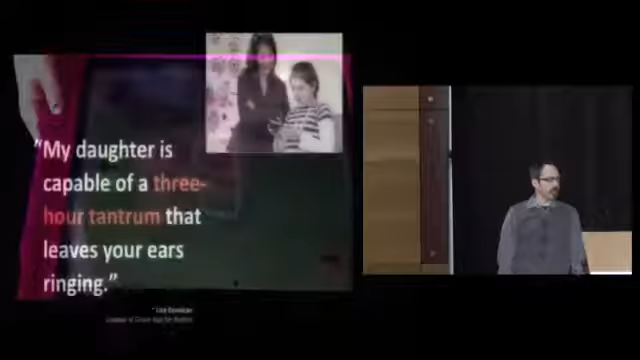 "My daughter is
capable of a three-
hour tantrum that
leaves your ears
ringing."